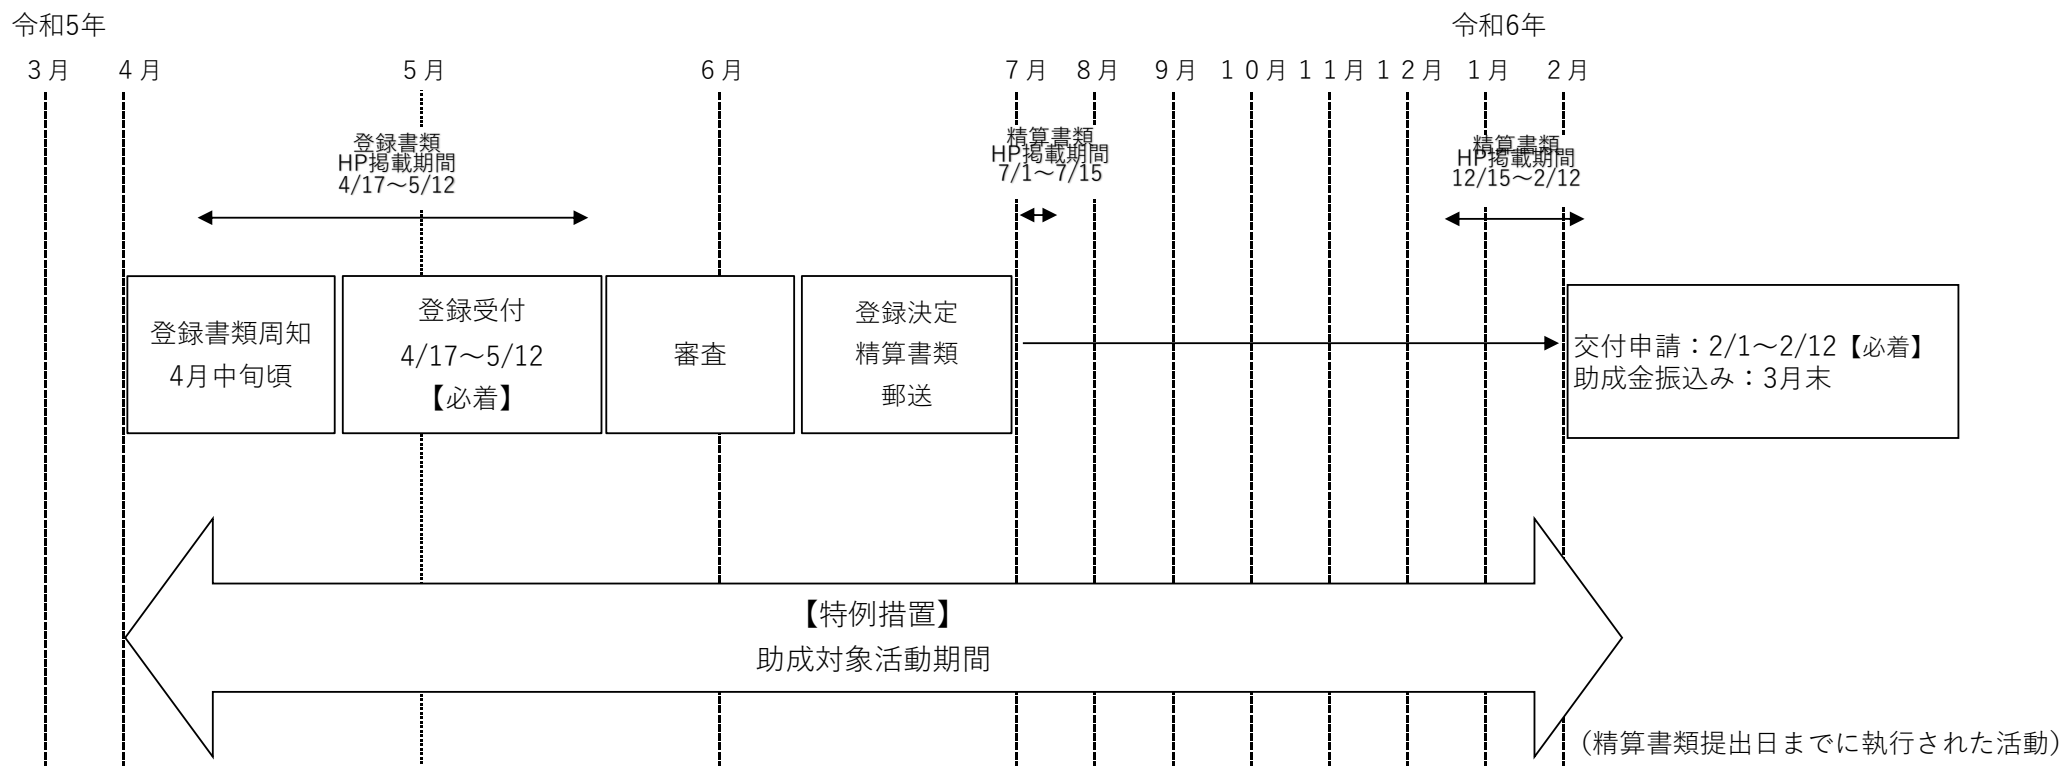 令和5年
令和6年
３月
４月
５月
６月
７月
８月
９月
１０月
１１月
１２月
１月
２月
登録書類
HP掲載期間
4/17～5/12
精算書類
HP掲載期間
7/1～7/15
精算書類
HP掲載期間
12/15～2/12
登録書類周知
4月中旬頃
登録受付
4/17～5/12
【必着】
審査
登録決定
精算書類
郵送
交付申請：2/1～2/12【必着】
助成金振込み：3月末
【特例措置】
助成対象活動期間
（精算書類提出日までに執行された活動）